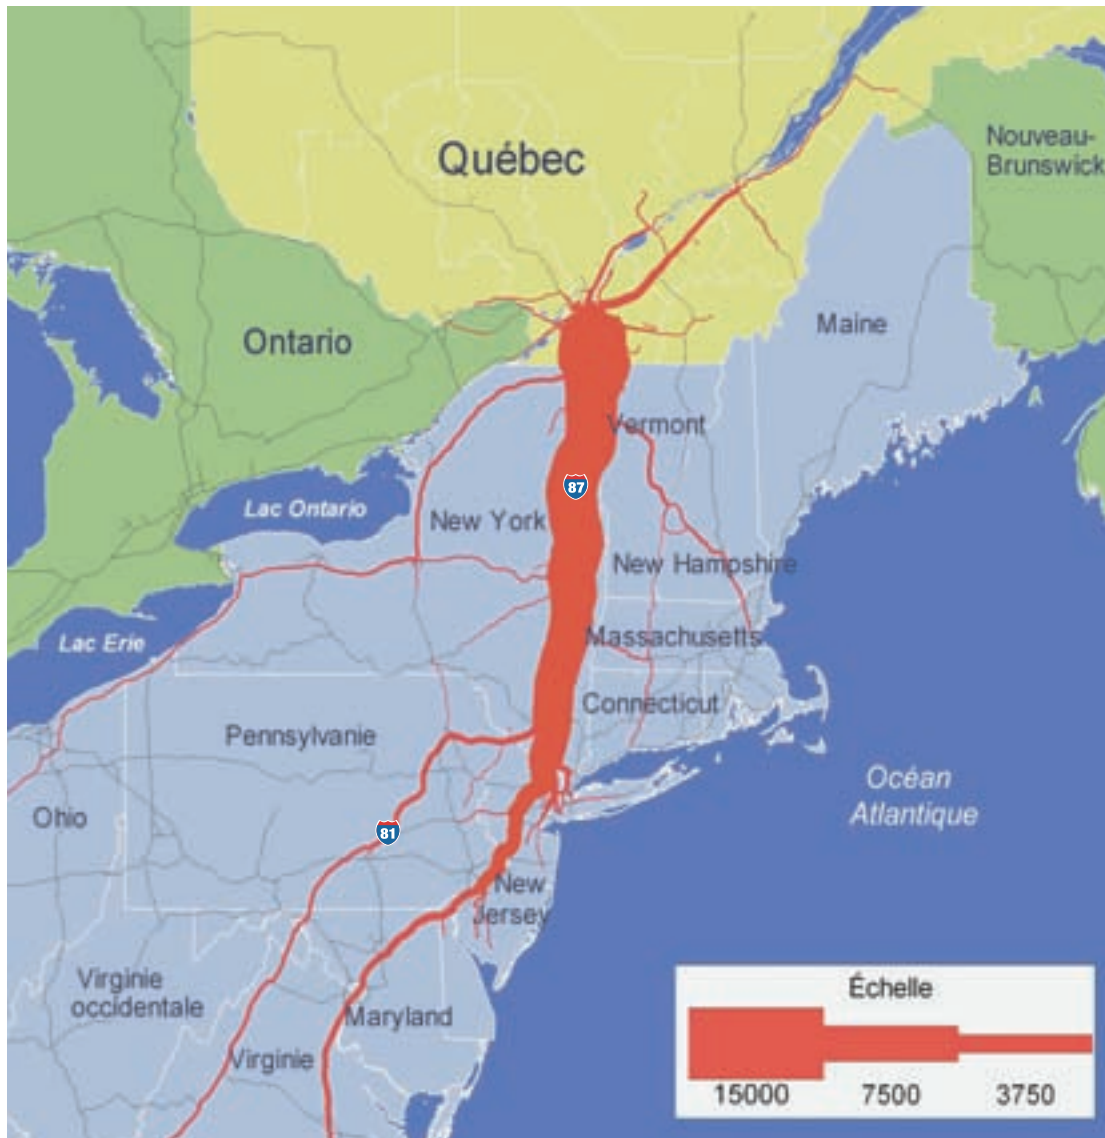 Québec
Nouveau-
Brunswick
Ontario
Maine
Vermont
87
Lac Ontario
New York
New Hampshire
Lac Erie
Massachusetts
Connecticut
Pennsylvanie
Océan
Atlantique
Ohio
81
New
Jersey
Virginie
occidentale
Maryland
Virginie
Échelle
15000
7500
3750